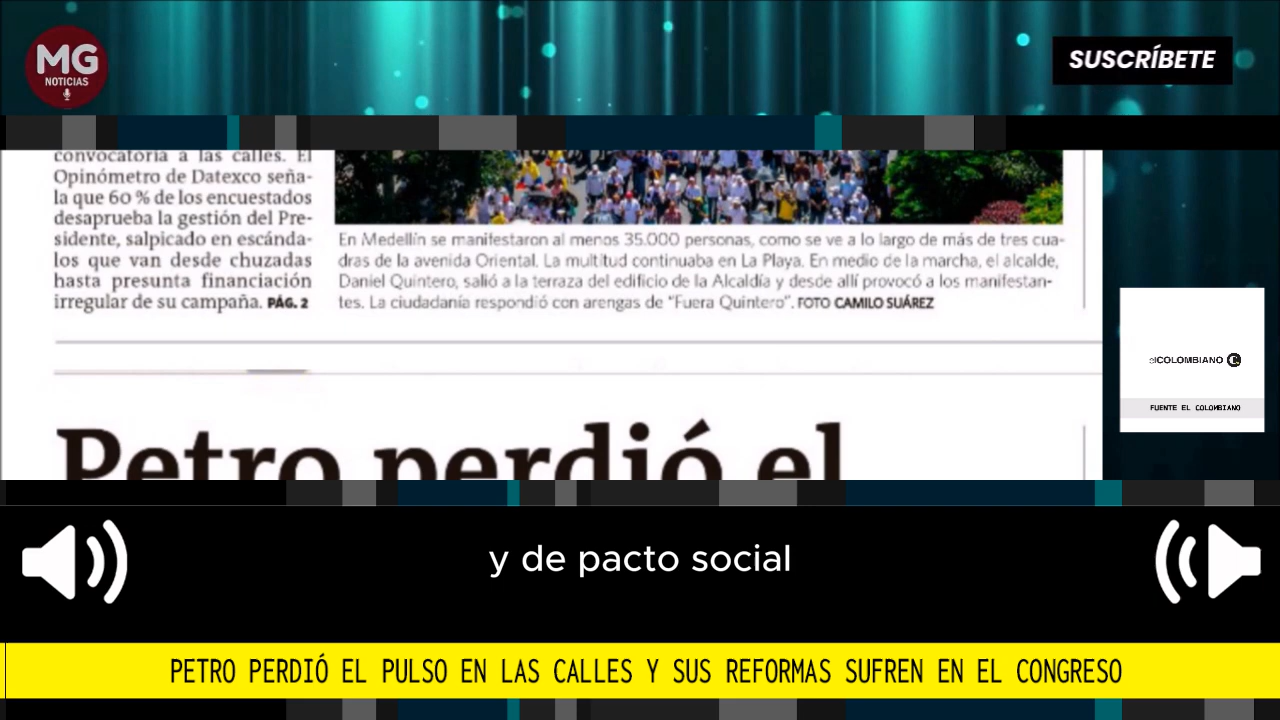 MG
NOTICIAS
SUSCRÍBETE
convocatoria a las calles. El
Opinómetro de Datexco seña-
la que 60 % de los encuestados
desaprueba la gestión del Pre-
sidente, salpicado en escánda-
los que van desde chuzadas
hasta presunta financiación
irregular de su campaña. PÁG. 2
En Medellín se manifestaron al menos 35.000 personas, como se ve a lo largo de más de tres cua-
dras de la avenida Oriental. La multitud continuaba en La Playa. En medio de la marcha, el alcalde,
Daniel Quintero, salió a la terraza del edificio de la Alcaldía y desde allí provocó a los manifestan-
tes. La ciudadanía respondió con arengas de “Fuera Quintero”. FOTO CAMILO SUÁREZ
elCOLOMBIANO C
FUENTE EL COLOMBIANO
Petro perdió el
y de pacto social
PETRO PERDIÓ EL PULSO EN LAS CALLES Y SUS REFORMAS SUFREN EN EL CONGRESO